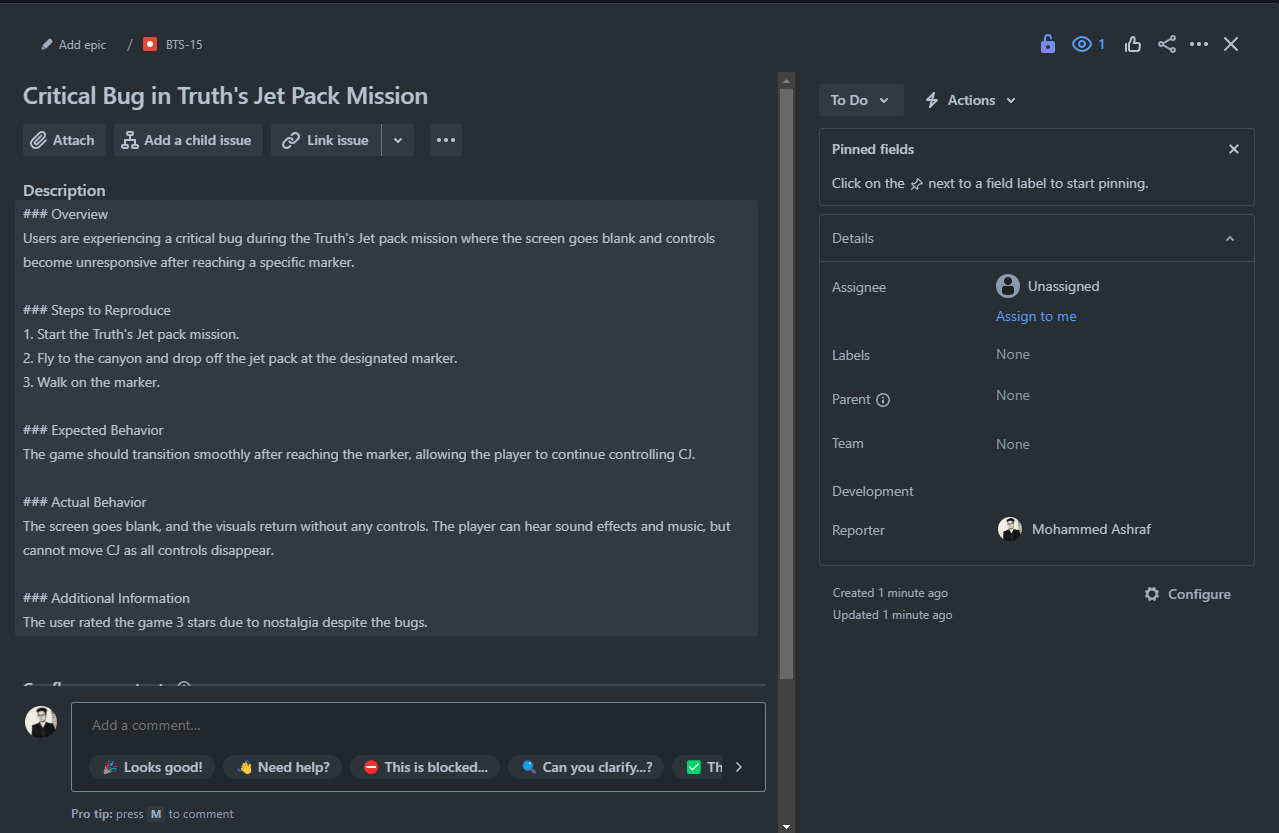 Add epic / BTS-15
1
Critical Bug in Truth's Jet Pack Mission
Attach
Add a child issue
Link issue
Description
### Overview
Users are experiencing a critical bug during the Truth's Jet pack mission where the screen goes blank and controls
become unresponsive after reaching a specific marker.
### Steps to Reproduce
1. Start the Truth's Jet pack mission.
2. Fly to the canyon and drop off the jet pack at the designated marker.
3. Walk on the marker.
### Expected Behavior
The game should transition smoothly after reaching the marker, allowing the player to continue controlling CJ.
### Actual Behavior
The screen goes blank, and the visuals return without any controls. The player can hear sound effects and music, but
cannot move CJ as all controls disappear.
### Additional Information
The user rated the game 3 stars due to nostalgia despite the bugs.
Add a comment...
Looks good!
Need help?
This is blocked...
Can you clarify...?
Th
Pro tip: press M to comment
To Do
Actions
Pinned fields
Click on the next to a field label to start pinning.
Details
Assignee
Unassigned
Assign to me
Labels
None
Parent
None
Team
None
Development
Reporter
Mohammed Ashraf
Created 1 minute ago
Updated 1 minute ago
Configure